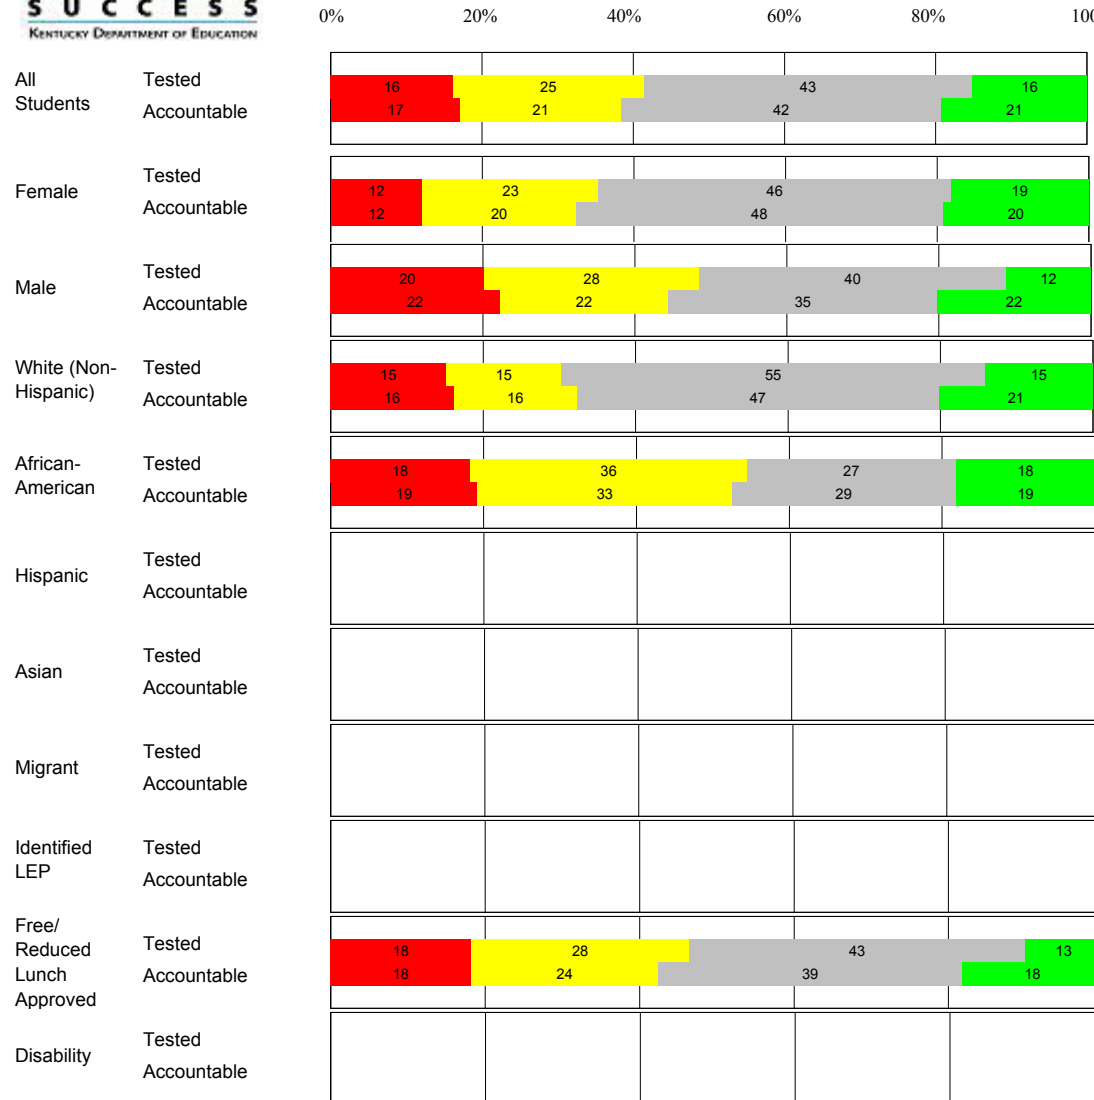 SUCCESS
KENTUCKY DEPARTMENT OF EDUCATION
0% 20% 40% 60% 80% 100
All
Students
Tested 16 25 43 16
Accountable 17 21 42 21
Female
Tested 12 23 46 19
Accountable 12 20 48 20
Male
Tested 20 28 40 12
Accountable 22 22 35 22
White (Non-
Hispanic)
Tested 15 15 55 15
Accountable 16 16 47 21
African-
American
Tested 18 36 27 18
Accountable 19 33 29 19
Hispanic
Tested
Accountable
Asian
Tested
Accountable
Migrant
Tested
Accountable
Identified
LEP
Tested
Accountable
Free/
Reduced
Lunch
Approved
Tested 18 28 43 13
Accountable 18 24 39 18
Disability
Tested
Accountable